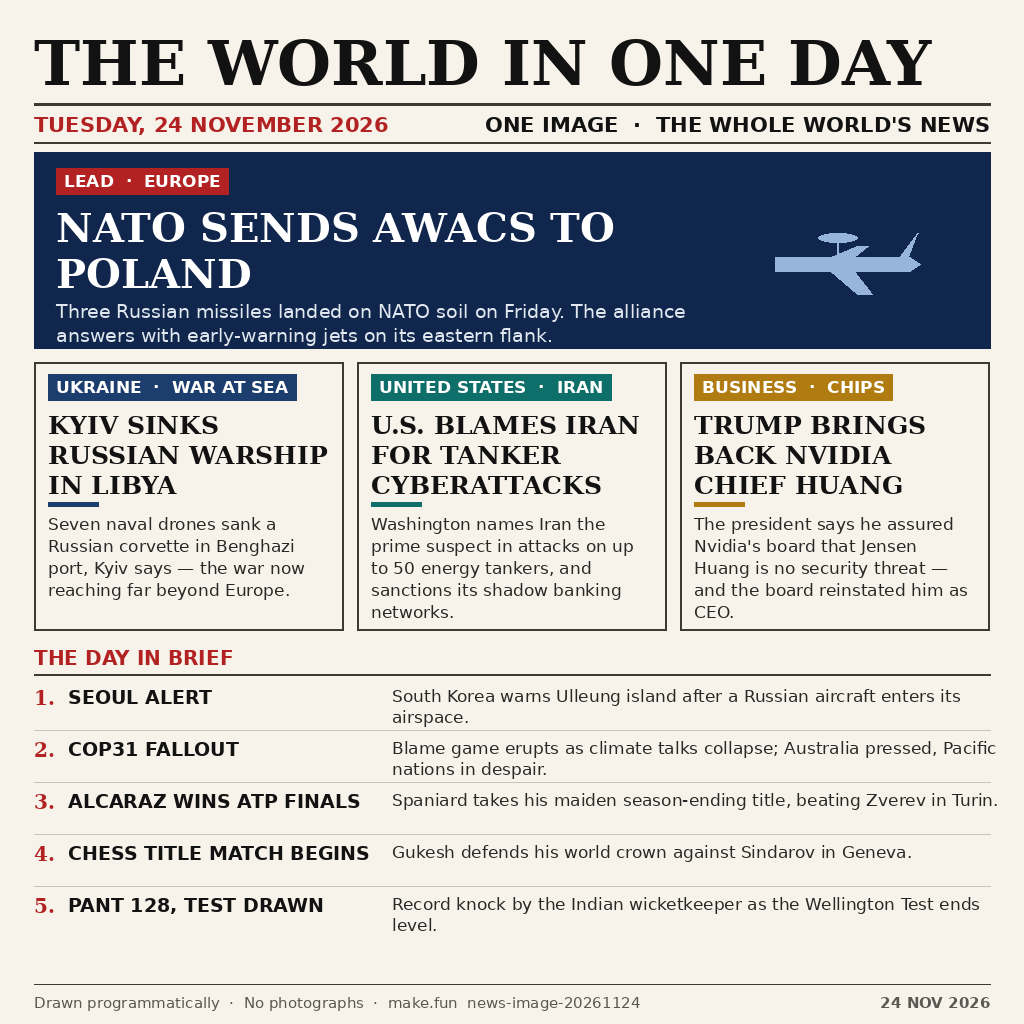 THE WORLD IN ONE DAY
TUESDAY, 24 NOVEMBER 2026
ONE IMAGE · THE WHOLE WORLD'S NEWS
LEAD · EUROPE
NATO SENDS AWACS TO
POLAND
Three Russian missiles landed on NATO soil on Friday. The alliance
answers with early-warning jets on its eastern flank.
UKRAINE · WAR AT SEA
KYIV SINKS
RUSSIAN WARSHIP
IN LIBYA
Seven naval drones sank a
Russian corvette in Benghazi
port, Kyiv says — the war now
reaching far beyond Europe.
UNITED STATES · IRAN
U.S. BLAMES IRAN
FOR TANKER
CYBERATTACKS
Washington names Iran the
prime suspect in attacks on up
to 50 energy tankers, and
sanctions its shadow banking
networks.
BUSINESS · CHIPS
TRUMP BRINGS
BACK NVIDIA
CHIEF HUANG
The president says he assured
Nvidia's board that Jensen
Huang is no security threat —
and the board reinstated him as
CEO.
THE DAY IN BRIEF
1. SEOUL ALERT
South Korea warns Ulleung island after a Russian aircraft enters its
airspace.
2. COP31 FALLOUT
Blame game erupts as climate talks collapse; Australia pressed, Pacific
nations in despair.
3. ALCARAZ WINS ATP FINALS
Spaniard takes his maiden season-ending title, beating Zverev in Turin.
4. CHESS TITLE MATCH BEGINS
Gukesh defends his world crown against Sindarov in Geneva.
5. PANT 128, TEST DRAWN
Record knock by the Indian wicketkeeper as the Wellington Test ends
level.
Drawn programmatically · No photographs · make.fun news-image-20261124
24 NOV 2026